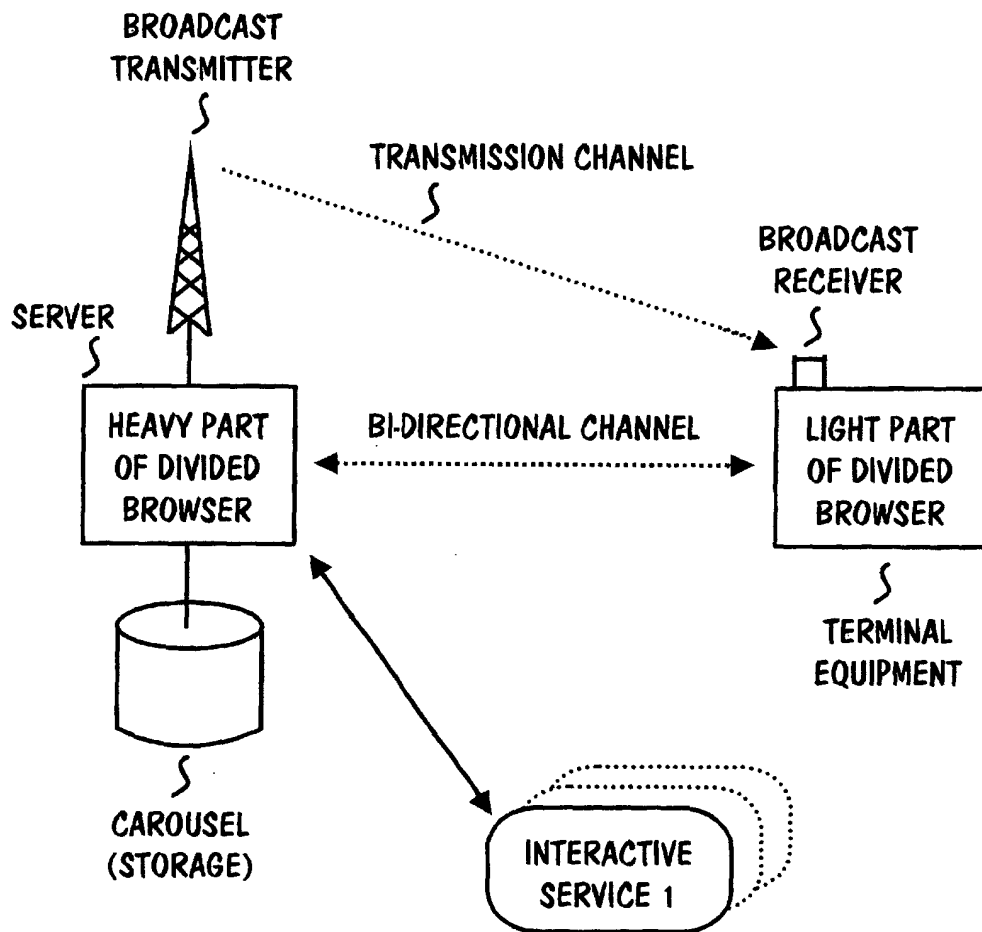 BROADCAST
TRANSMITTER
TRANSMISSION CHANNEL
BROADCAST
RECEIVER
SERVER
HEAVY PART
OF DIVIDED
BROWSER
BI-DIRECTIONAL CHANNEL
LIGHT PART
OF DIVIDED
BROWSER
TERMINAL
EQUIPMENT
CAROUSEL
(STORAGE)
INTERACTIVE
SERVICE 1